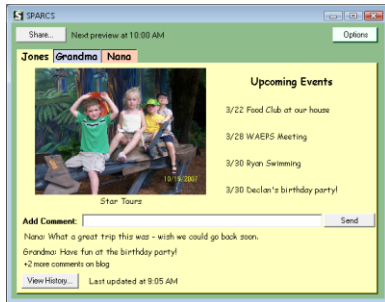 SPARCS
Share... Next preview at 10:00 AM Options
Jones Grandma Nana
Upcoming Events
3/22 Food Club at our house
3/28 WAEPS Meeting
3/30 Ryan Swimming
3/30 Declan's birthday party!
10/19/2007
Star Tours
Add Comment: Send
Nana: What a great trip this was - wish we could go back soon.
Grandma: Have fun at the birthday party!
+2 more comments on blog
View History... Last updated at 9:05 AM